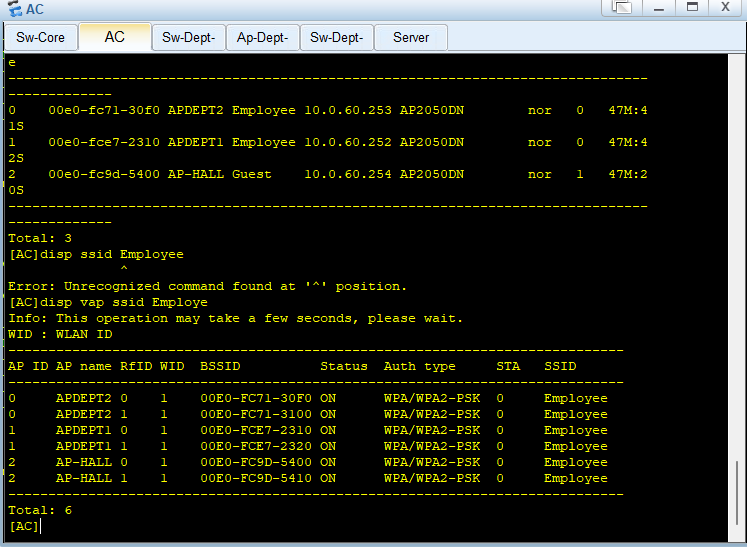 AC
Sw-Core AC Sw-Dept- Ap-Dept- Sw-Dept- Server
e
--------------------------------------------------------------------------------
-------------
0    00e0-fc71-30f0 APDEPT2 Employee 10.0.60.253 AP2050DN        nor   0   47M:4
1S
1    00e0-fce7-2310 APDEPT1 Employee 10.0.60.252 AP2050DN        nor   0   47M:4
2S
2    00e0-fc9d-5400 AP-HALL Guest    10.0.60.254 AP2050DN        nor   1   47M:2
0S
--------------------------------------------------------------------------------
-------------
Total: 3
[AC]disp ssid Employee
              ^
Error: Unrecognized command found at '^' position.
[AC]disp vap ssid Employe
Info: This operation may take a few seconds, please wait.
WID : WLAN ID
-----------------------------------------------------------------------------
AP ID AP name RfID WID  BSSID          Status  Auth type     STA   SSID
-----------------------------------------------------------------------------
0     APDEPT2 0    1    00E0-FC71-30F0 ON      WPA/WPA2-PSK  0     Employee
0     APDEPT2 1    1    00E0-FC71-3100 ON      WPA/WPA2-PSK  0     Employee
1     APDEPT1 0    1    00E0-FCE7-2310 ON      WPA/WPA2-PSK  0     Employee
1     APDEPT1 1    1    00E0-FCE7-2320 ON      WPA/WPA2-PSK  0     Employee
2     AP-HALL 0    1    00E0-FC9D-5400 ON      WPA/WPA2-PSK  0     Employee
2     AP-HALL 1    1    00E0-FC9D-5410 ON      WPA/WPA2-PSK  0     Employee
-----------------------------------------------------------------------------
Total: 6
[AC]